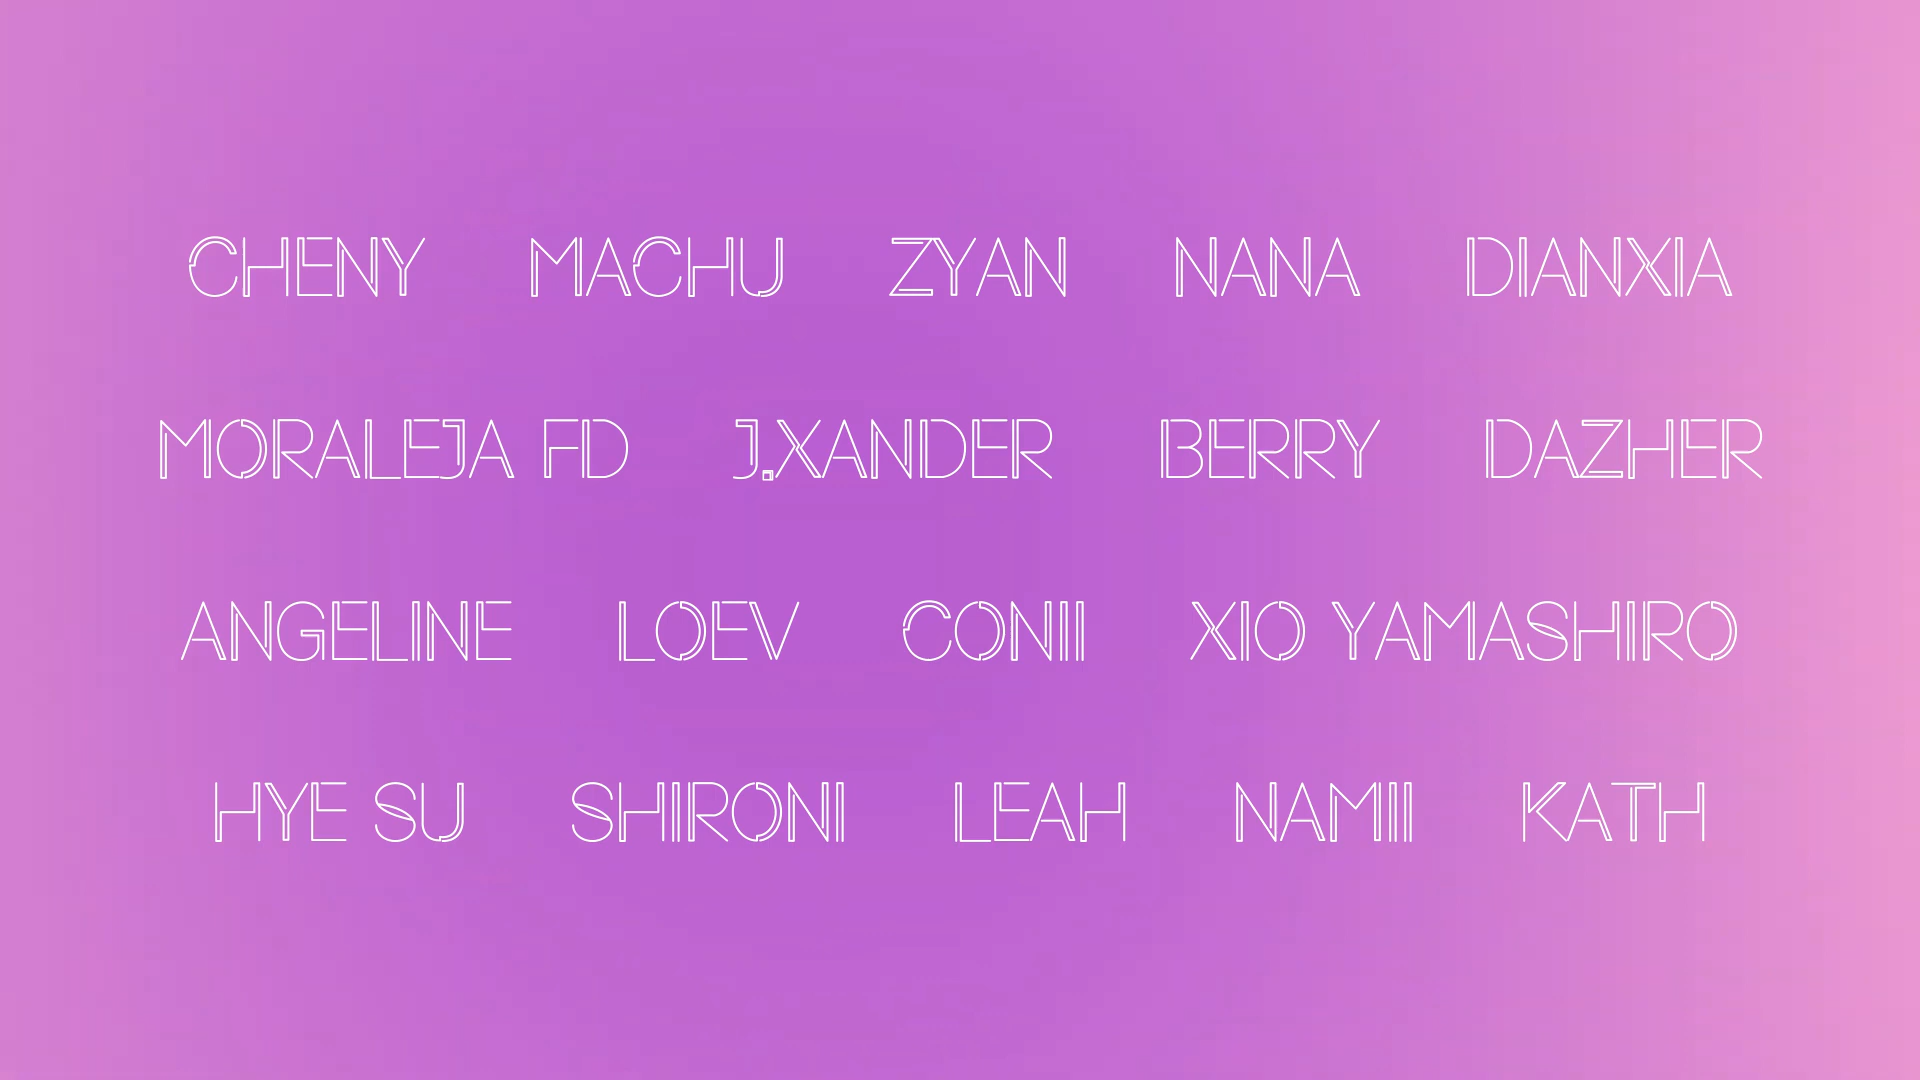 CHENY MACHU ZYAN NANA DIANXIA
MORALEJA FD J.XANDER BERRY DAZHER
ANGELINE LOEV CONII XIO YAMASHIRO
HYE SU SHIRONI LEAH NAMII KATH